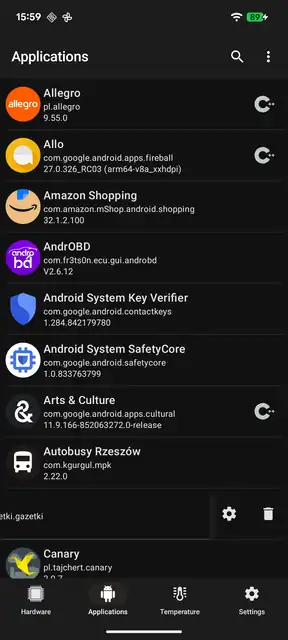 15:59
89
Applications
allegro
Allegro
pl.allegro
9.55.0
C++
Allo
com.google.android.apps.fireball
27.0.326_RC03 (arm64-v8a_xxhdpi)
C++
Amazon Shopping
com.amazon.mShop.android.shopping
32.1.2.100
andro
bd
AndrOBD
com.fr3ts0n.ecu.gui.androbd
V2.6.12
Android System Key Verifier
com.google.android.contactkeys
1.284.842179780
Android System SafetyCore
com.google.android.safetycore
1.0.833763799
Arts & Culture
com.google.android.apps.cultural
11.9.166-852063272.0-release
C++
Autobusy Rzeszów
com.kgurgul.mpk
2.22.0
etki.gazetki
Canary
pl.tajchert.canary
Hardware
Applications
Temperature
Settings